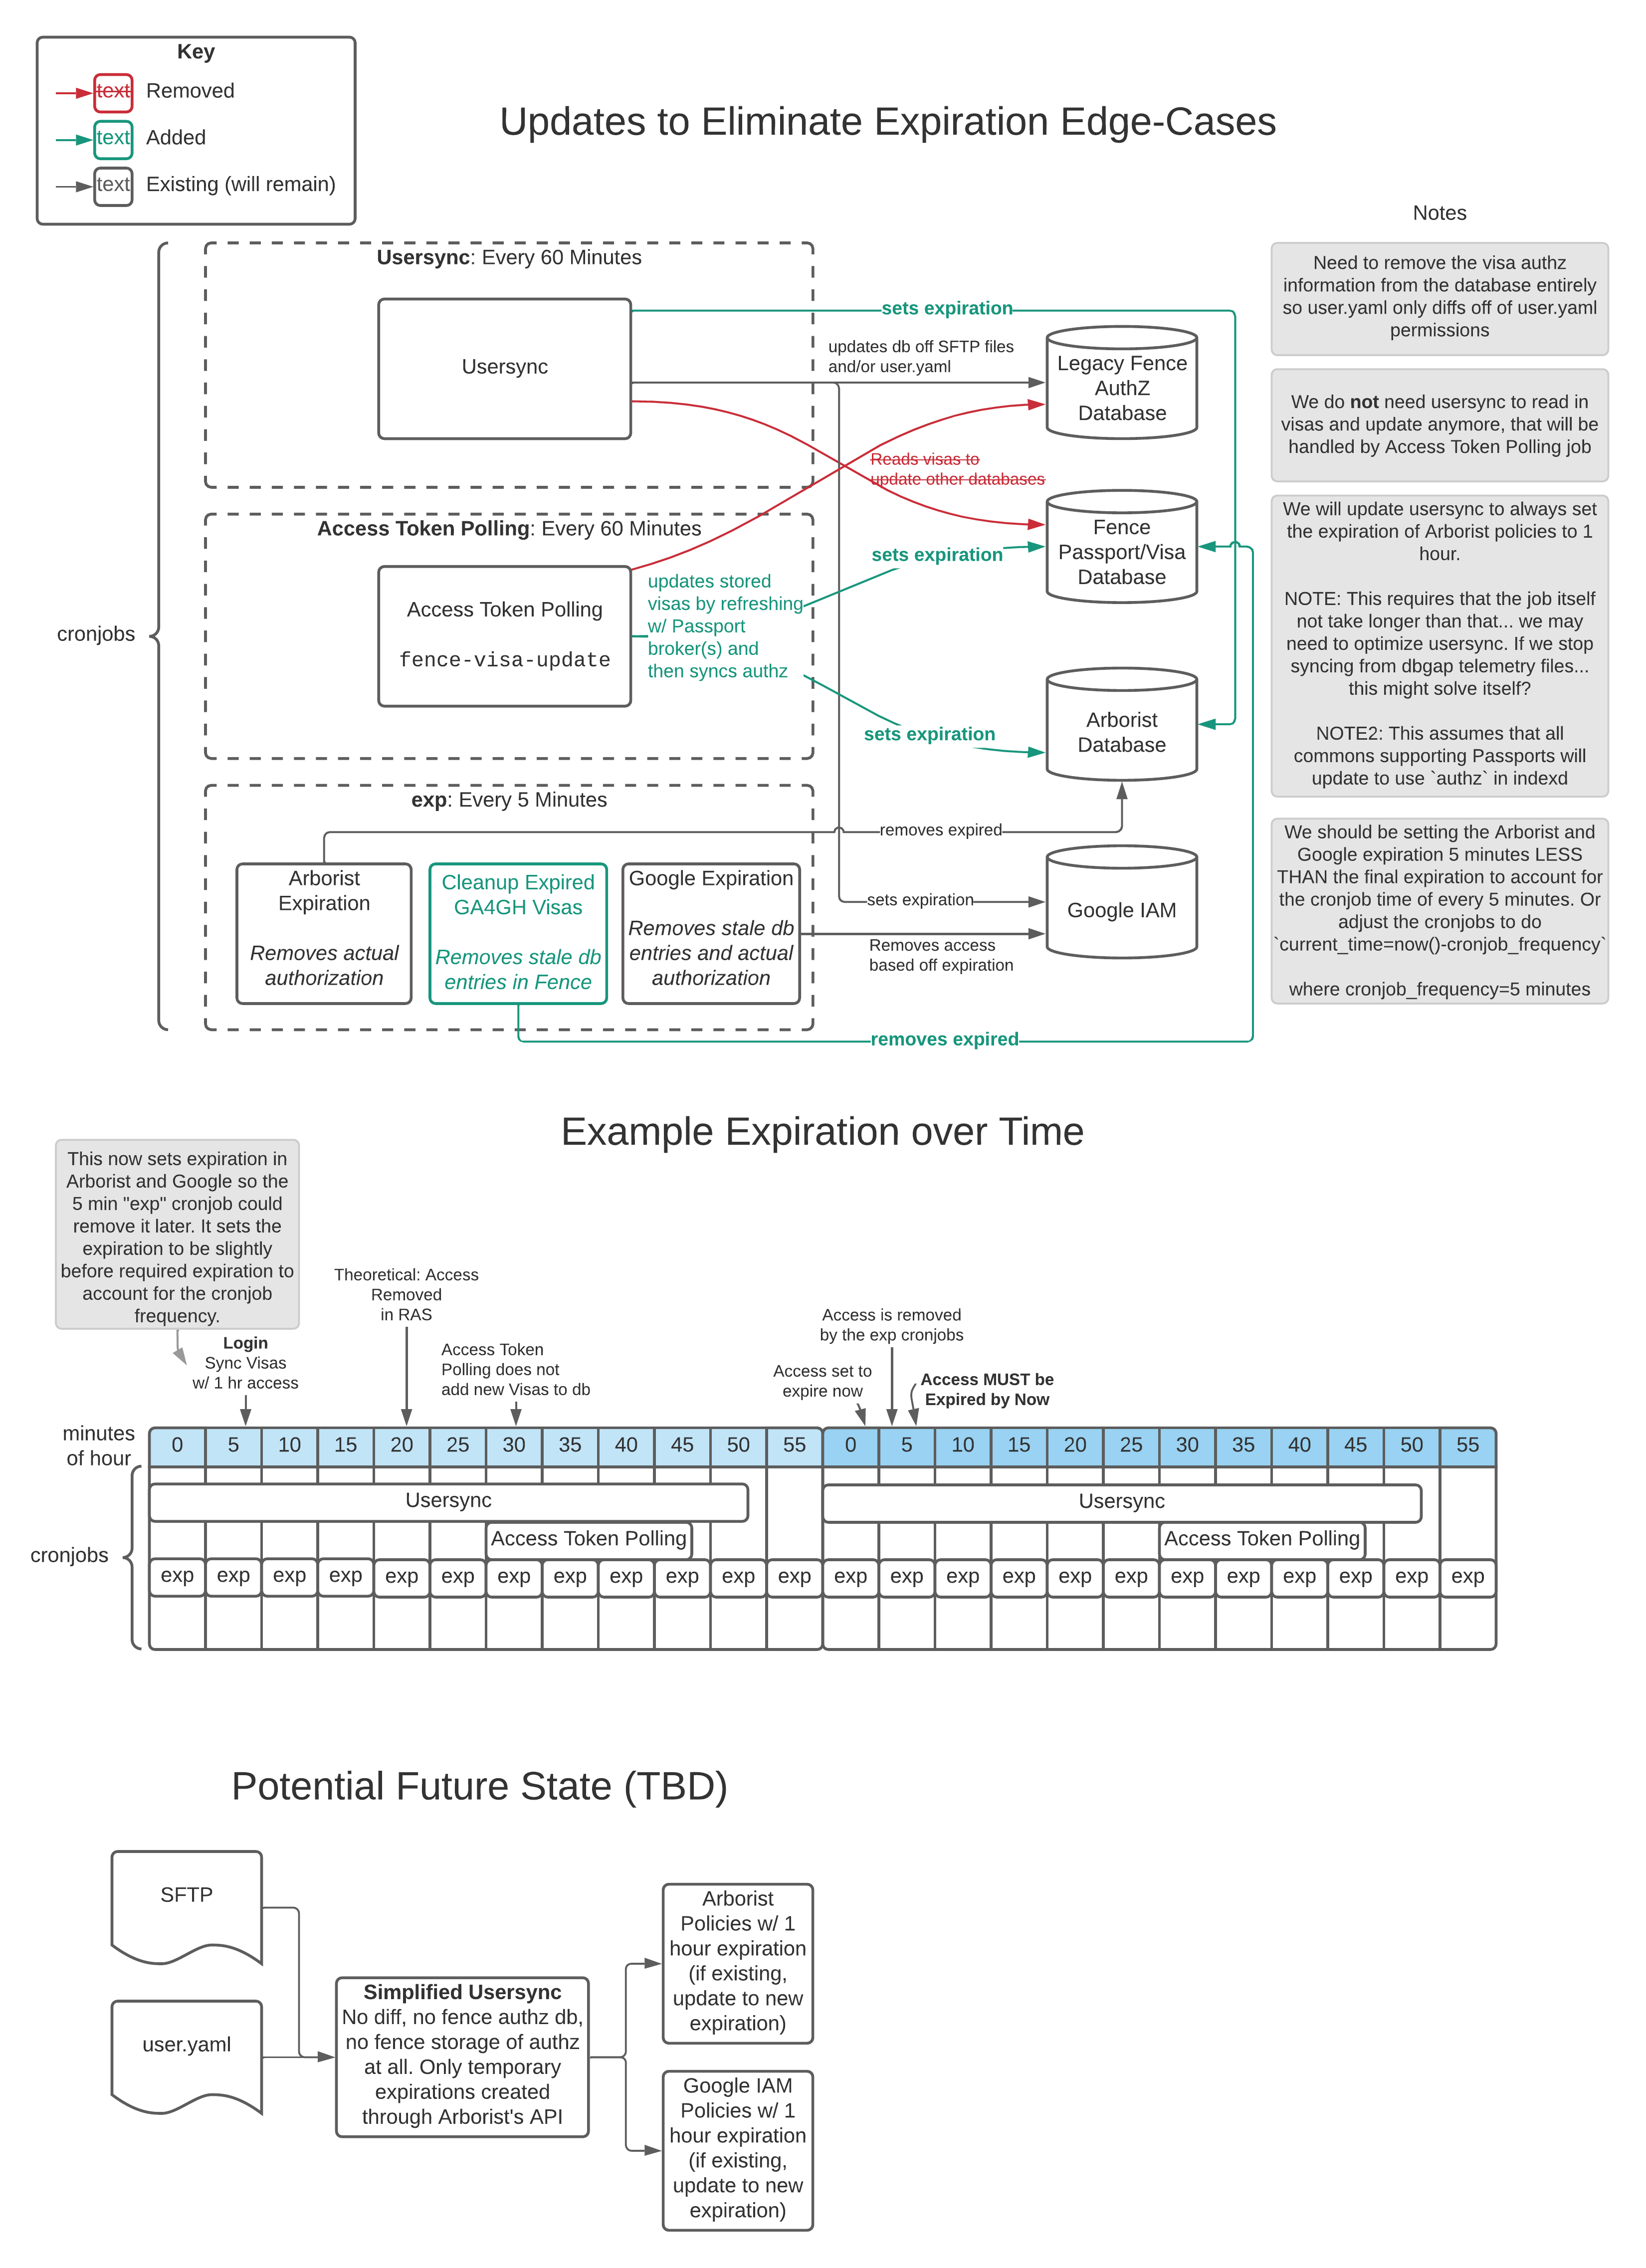 Key
text Removed
text Added
text Existing (will remain)
Updates to Eliminate Expiration Edge-Cases
Notes
cronjobs
Usersync: Every 60 Minutes
Usersync
sets expiration
updates db off SFTP files
and/or user.yaml
Legacy Fence
AuthZ
Database
Reads visas to
update other databases
Access Token Polling: Every 60 Minutes
Access Token Polling
fence-visa-update
updates stored
visas by refreshing
w/ Passport
broker(s) and
then syncs authz
sets expiration
Fence
Passport/Visa
Database
sets expiration
Arborist
Database
exp: Every 5 Minutes
removes expired
Arborist
Expiration
Removes actual
authorization
Cleanup Expired
GA4GH Visas
Removes stale db
entries in Fence
Google Expiration
Removes stale db
entries and actual
authorization
sets expiration
Removes access
based off expiration
Google IAM
removes expired
Need to remove the visa authz
information from the database entirely
so user.yaml only diffs off of user.yaml
permissions
We do not need usersync to read in
visas and update anymore, that will be
handled by Access Token Polling job
We will update usersync to always set
the expiration of Arborist policies to 1
hour.
NOTE: This requires that the job itself
not take longer than that... we may
need to optimize usersync. If we stop
syncing from dbgap telemetry files...
this might solve itself?
NOTE2: This assumes that all
commons supporting Passports will
update to use `authz` in indexd
We should be setting the Arborist and
Google expiration 5 minutes LESS
THAN the final expiration to account for
the cronjob time of every 5 minutes. Or
adjust the cronjobs to do
`current_time=now()-cronjob_frequency`
where cronjob_frequency=5 minutes
Example Expiration over Time
This now sets expiration in
Arborist and Google so the
5 min "exp" cronjob could
remove it later. It sets the
expiration to be slightly
before required expiration to
account for the cronjob
frequency.
Login
Sync Visas
w/ 1 hr access
Theoretical: Access
Removed
in RAS
Access Token
Polling does not
add new Visas to db
Access set to
expire now
Access is removed
by the exp cronjobs
Access MUST be
Expired by Now
minutes
of hour
0 5 10 15 20 25 30 35 40 45 50 55 0 5 10 15 20 25 30 35 40 45 50 55
cronjobs
Usersync Usersync
Access Token Polling Access Token Polling
exp exp exp exp exp exp exp exp exp exp exp exp exp exp exp exp exp exp exp exp exp exp exp exp
Potential Future State (TBD)
SFTP
user.yaml
Simplified Usersync
No diff, no fence authz db,
no fence storage of authz
at all. Only temporary
expirations created
through Arborist's API
Arborist
Policies w/ 1
hour expiration
(if existing,
update to new
expiration)
Google IAM
Policies w/ 1
hour expiration
(if existing,
update to new
expiration)